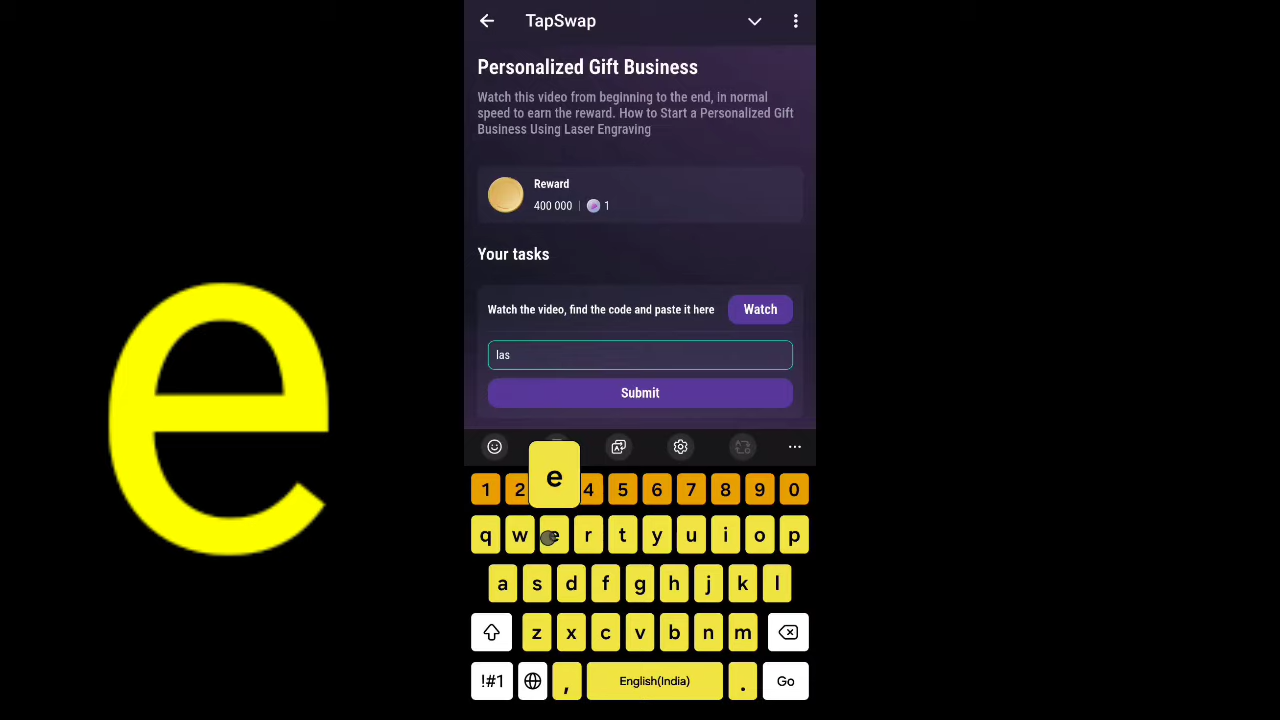 TapSwap
Personalized Gift Business
Watch this video from beginning to the end, in normal
speed to earn the reward. How to Start a Personalized Gift
Business Using Laser Engraving
Reward
400 000 | 1
Your tasks
Watch the video, find the code and paste it here
Watch
las
Submit
e
e
1 2 4 5 6 7 8 9 0
q w e r t y u i o p
a s d f g h j k l
z x c v b n m
!#1 , English(India) . Go